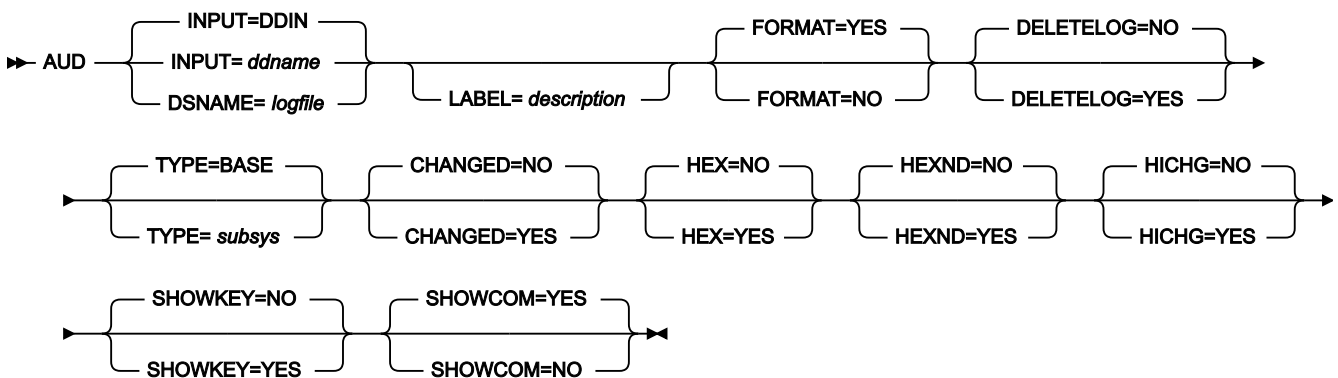 INPUT=DDIN
AUD
INPUT= ddname
DSNAME= logfile
LABEL= description
FORMAT=YES
FORMAT=NO
DELETELOG=NO
DELETELOG=YES
TYPE=BASE
TYPE= subsys
CHANGED=NO
CHANGED=YES
HEX=NO
HEX=YES
HEXND=NO
HEXND=YES
HICHG=NO
HICHG=YES
SHOWKEY=NO
SHOWKEY=YES
SHOWCOM=YES
SHOWCOM=NO